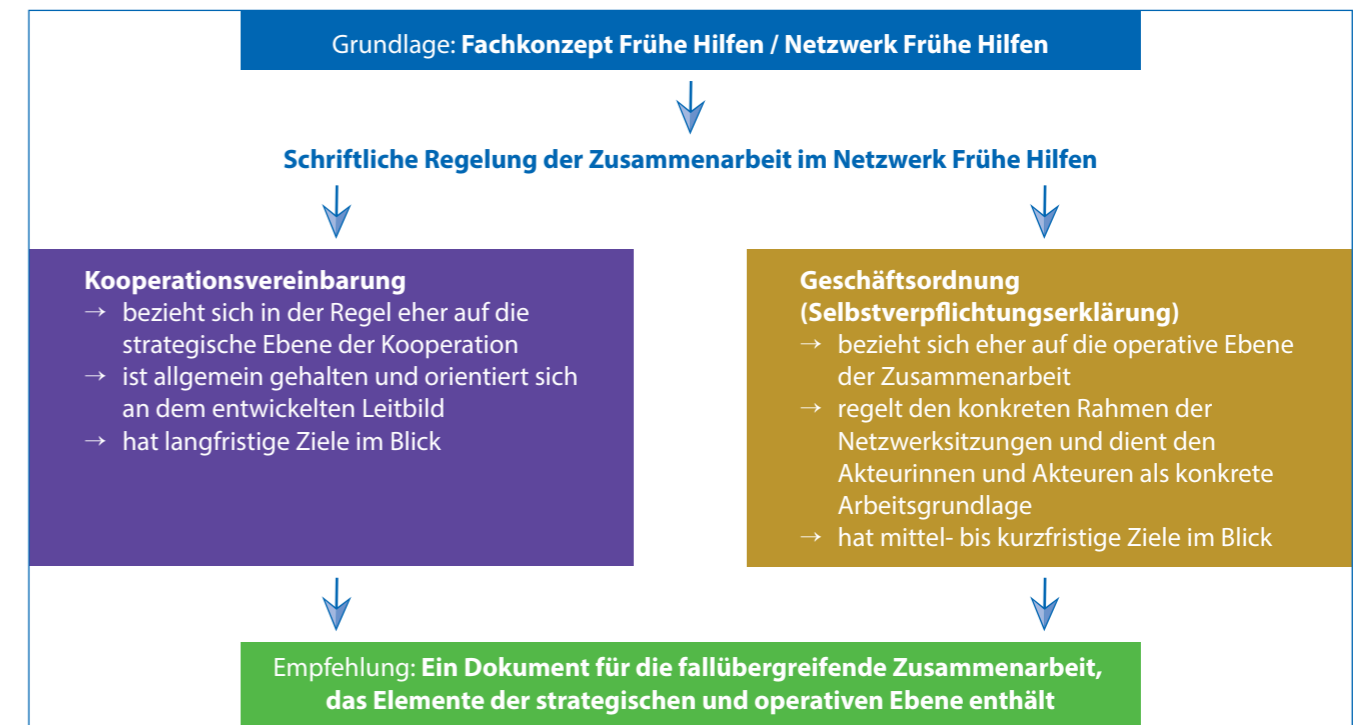 Grundlage: Fachkonzept Frühe Hilfen / Netzwerk Frühe Hilfen
Schriftliche Regelung der Zusammenarbeit im Netzwerk Frühe Hilfen
Kooperationsvereinbarung
→ bezieht sich in der Regel eher auf die
strategische Ebene der Kooperation
→ ist allgemein gehalten und orientiert sich
an dem entwickelten Leitbild
→ hat langfristige Ziele im Blick
Geschäftsordnung
(Selbstverpflichtungserklärung)
→ bezieht sich eher auf die operative Ebene
der Zusammenarbeit
→ regelt den konkreten Rahmen der
Netzwerksitzungen und dient den
Akteurinnen und Akteuren als konkrete
Arbeitsgrundlage
→ hat mittel- bis kurzfristige Ziele im Blick
Empfehlung: Ein Dokument für die fallübergreifende Zusammenarbeit,
das Elemente der strategischen und operativen Ebene enthält